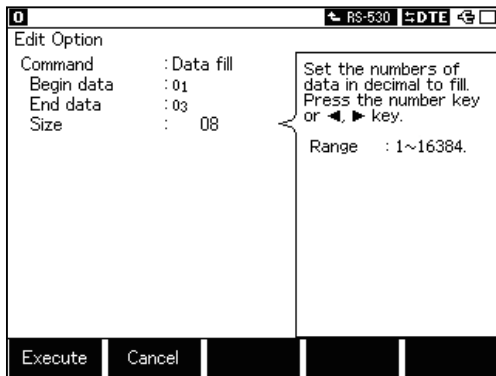 0 RS-530 DTE
Edit Option
Command : Data fill
Begin data : 01
End data : 03
Size : 08
Set the numbers of
data in decimal to fill.
Press the number key
or ◀, ▶ key.
Range : 1~16384.
Execute Cancel